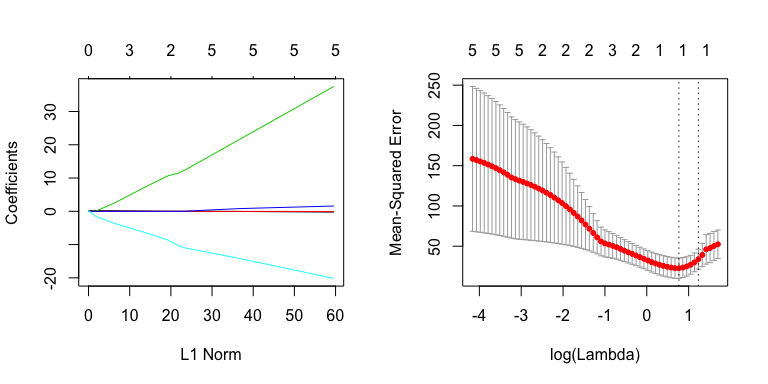 0 3 2 5 5 5 5
Coefficients
30
20
10
0
-20
0 10 20 30 40 50 60
L1 Norm
5 5 5 2 2 2 3 2 1 1 1
Mean-Squared Error
250
200
150
100
50
-4 -3 -2 -1 0 1
log(Lambda)